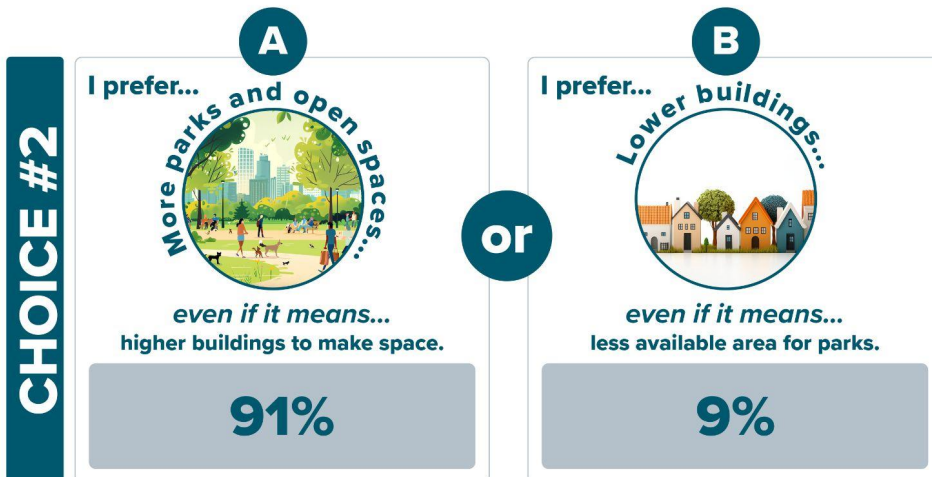 CHOICE #2
A
I prefer...
More parks and open spaces...
even if it means...
higher buildings to make space.
91%
or
B
I prefer...
Lower buildings...
even if it means...
less available area for parks.
9%